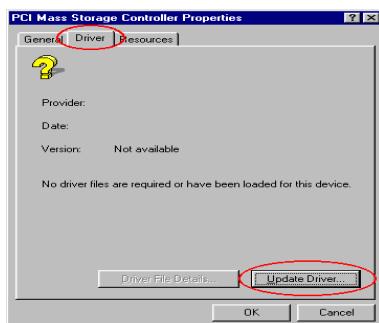 PCI Mass Storage Controller Properties ? X
General Driver Resources
Provider:
Date:
Version: Not available
No driver files are required or have been loaded for this device.
Driver File Details... Update Driver...
OK Cancel